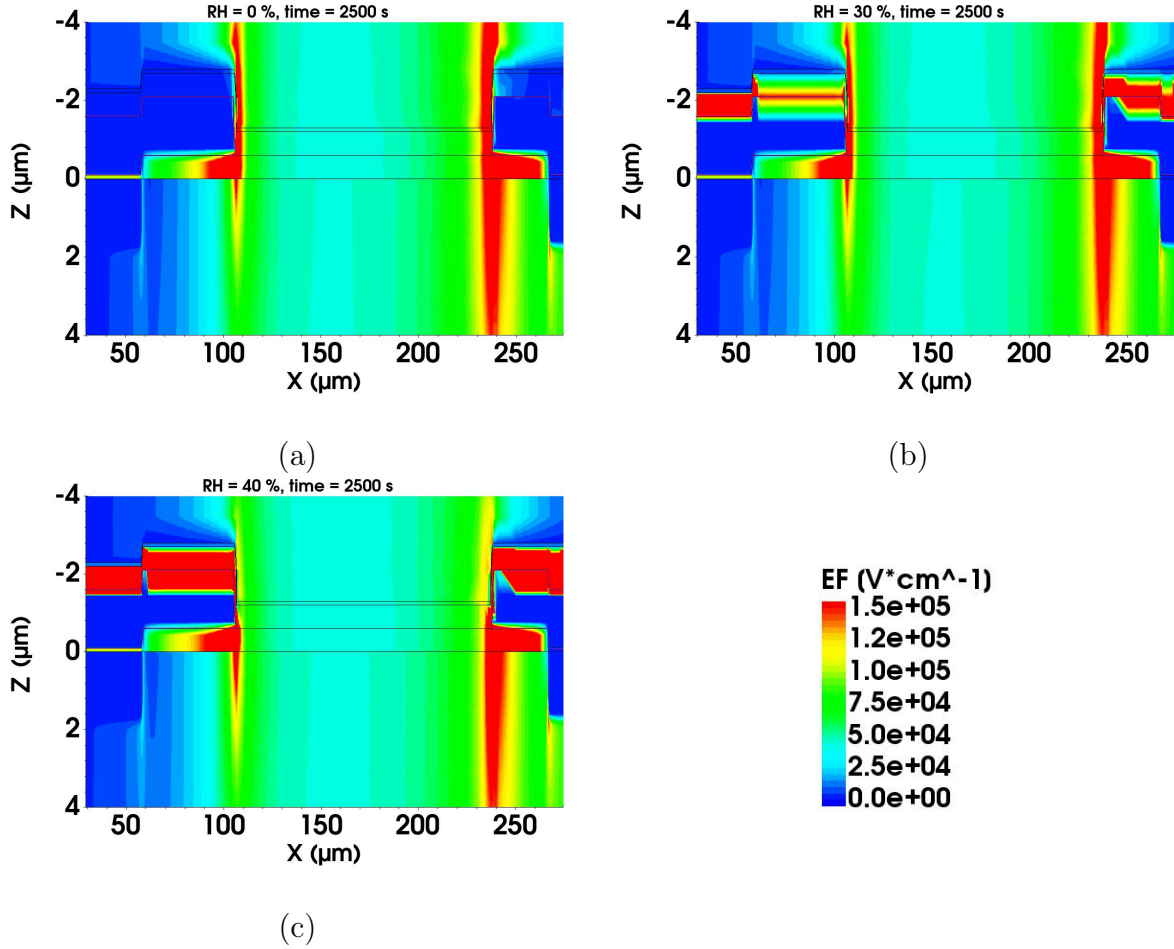 RH = 0 %, time = 2500 s
-4
-2
0
2
4
Z (µm)
50 100 150 200 250
X (µm)
(a)
RH = 30 %, time = 2500 s
-4
-2
0
2
4
Z (µm)
50 100 150 200 250
X (µm)
(b)
RH = 40 %, time = 2500 s
-4
-2
0
2
4
Z (µm)
50 100 150 200 250
X (µm)
(c)
EF (V*cm^-1)
1.5e+05
1.2e+05
1.0e+05
7.5e+04
5.0e+04
2.5e+04
0.0e+00